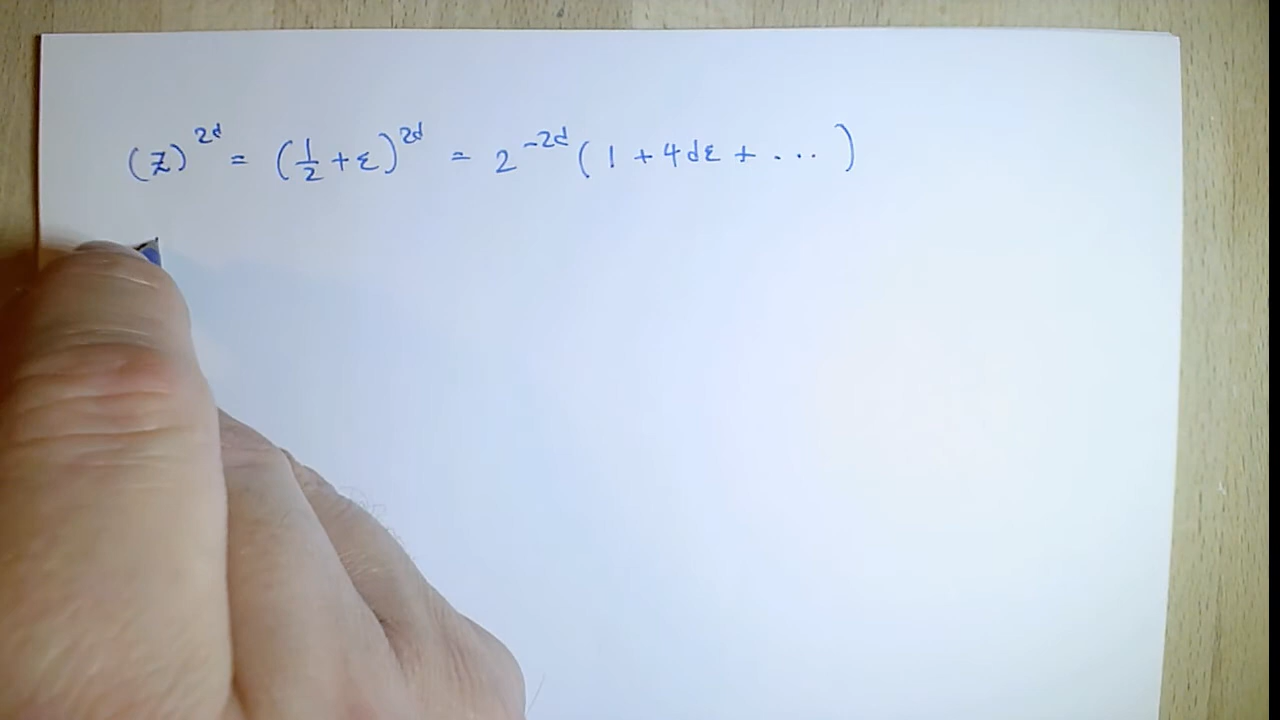 (z)^{2d} = (1/2 + ε)^{2d} = 2^{-2d} (1 + 4dε + ...)